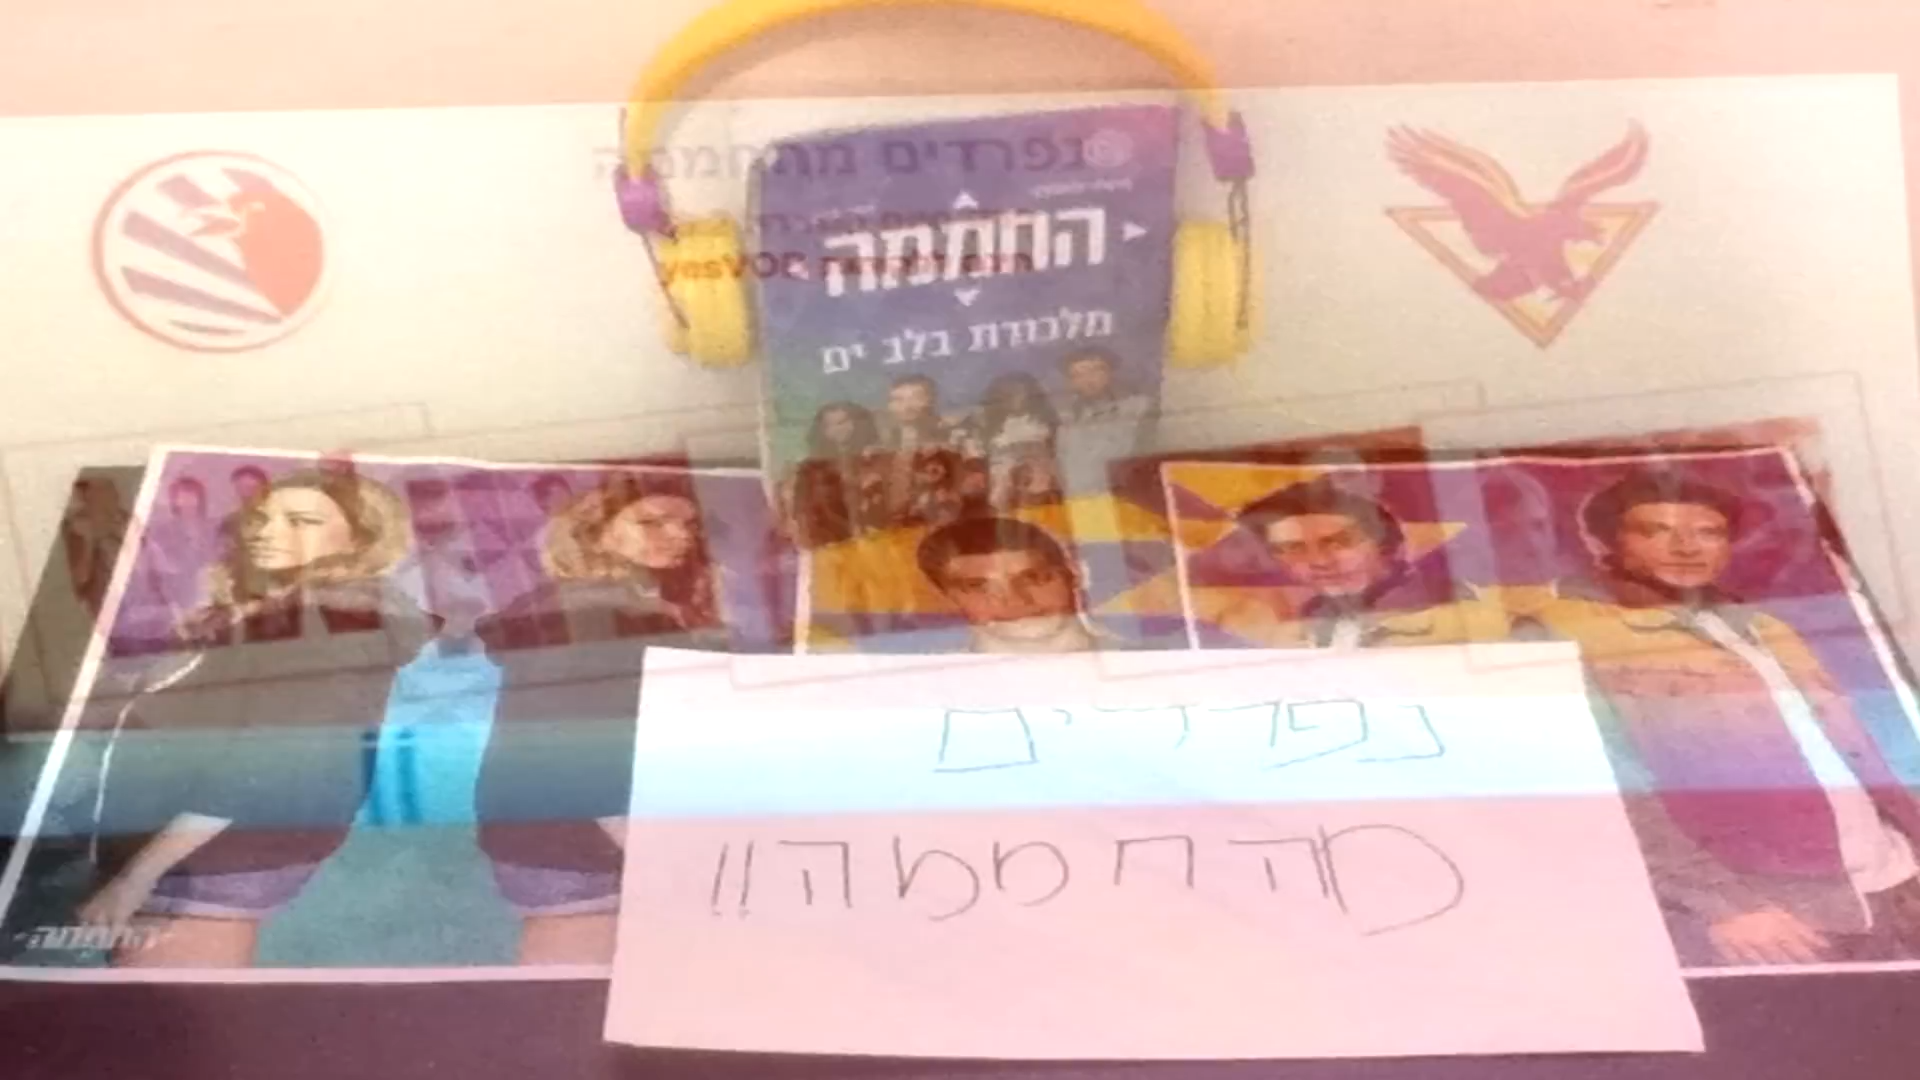 נפרדים מהחממה
yesVOD
החממה
מלכודת בלב ים
נפרדים
מהחממה!!
החממה